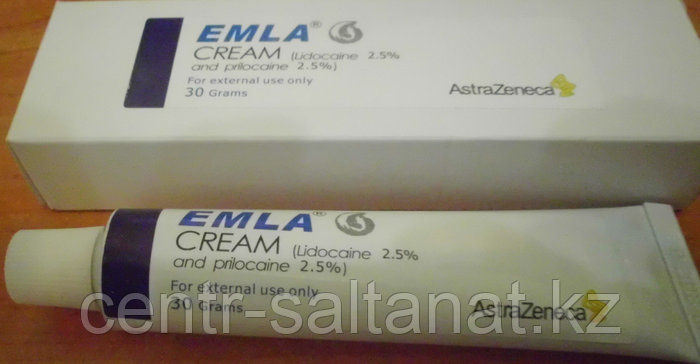 EMLA®
CREAM (Lidocaine 2.5%
and prilocaine 2.5%)
For external use only
30 Grams
AstraZeneca
EMLA®
CREAM (Lidocaine 2.5%
and prilocaine 2.5%)
For external use only
30 Grams
AstraZeneca
centr-saltanat.kz